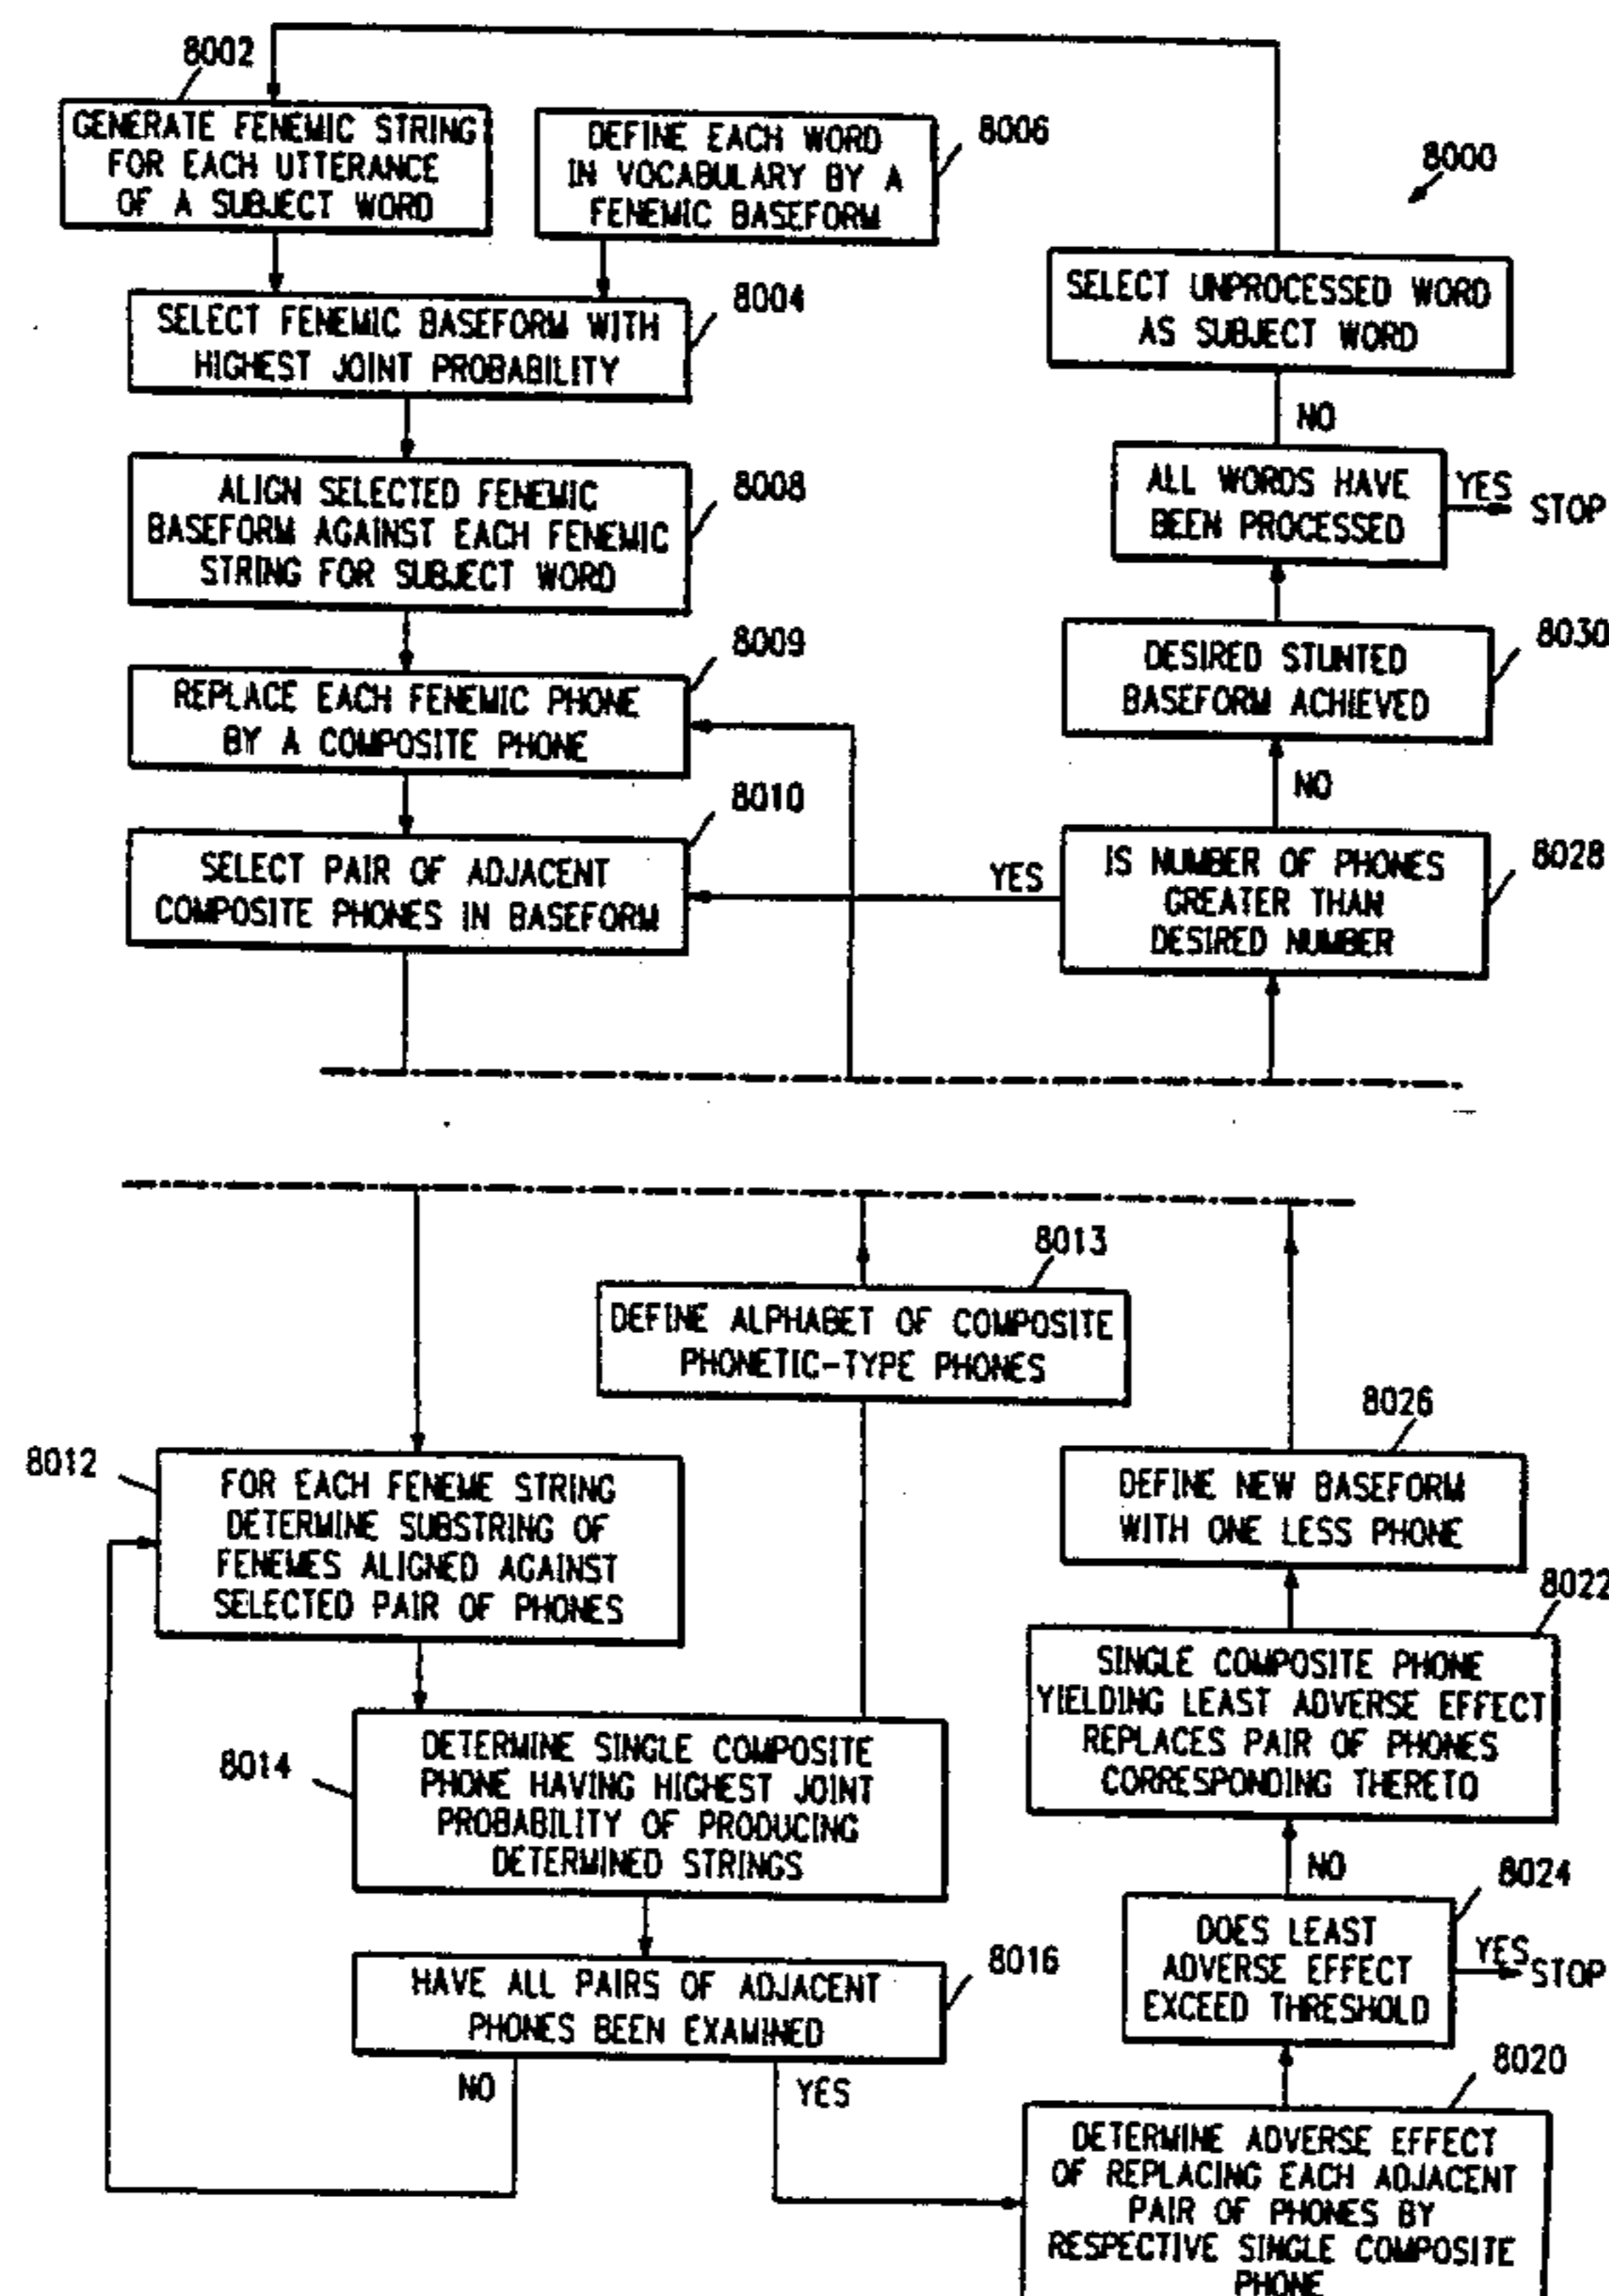 8002
GENERATE FENEMIC STRING
FOR EACH UTTERANCE
OF A SUBJECT WORD
DEFINE EACH WORD
IN VOCABULARY BY A
FENEMIC BASEFORM
8006
8000
SELECT FENEMIC BASEFORM WITH
HIGHEST JOINT PROBABILITY
8004
SELECT UNPROCESSED WORD
AS SUBJECT WORD
NO
ALIGN SELECTED FENEMIC
BASEFORM AGAINST EACH FENEMIC
STRING FOR SUBJECT WORD
8008
ALL WORDS HAVE
BEEN PROCESSED
YES
STOP
REPLACE EACH FENEMIC PHONE
BY A COMPOSITE PHONE
8009
DESIRED STUNTED
BASEFORM ACHIEVED
8030
NO
SELECT PAIR OF ADJACENT
COMPOSITE PHONES IN BASEFORM
8010
YES
IS NUMBER OF PHONES
GREATER THAN
DESIRED NUMBER
8028
8013
DEFINE ALPHABET OF COMPOSITE
PHONETIC-TYPE PHONES
8012
FOR EACH FENEME STRING
DETERMINE SUBSTRING OF
FENEMES ALIGNED AGAINST
SELECTED PAIR OF PHONES
8026
DEFINE NEW BASEFORM
WITH ONE LESS PHONE
8022
SINGLE COMPOSITE PHONE
YIELDING LEAST ADVERSE EFFECT
REPLACES PAIR OF PHONES
CORRESPONDING THERETO
8014
DETERMINE SINGLE COMPOSITE
PHONE HAVING HIGHEST JOINT
PROBABILITY OF PRODUCING
DETERMINED STRINGS
NO
8024
DOES LEAST
ADVERSE EFFECT
EXCEED THRESHOLD
YES
STOP
HAVE ALL PAIRS OF ADJACENT
PHONES BEEN EXAMINED
8016
NO
YES
8020
DETERMINE ADVERSE EFFECT
OF REPLACING EACH ADJACENT
PAIR OF PHONES BY
RESPECTIVE SINGLE COMPOSITE
PHONE